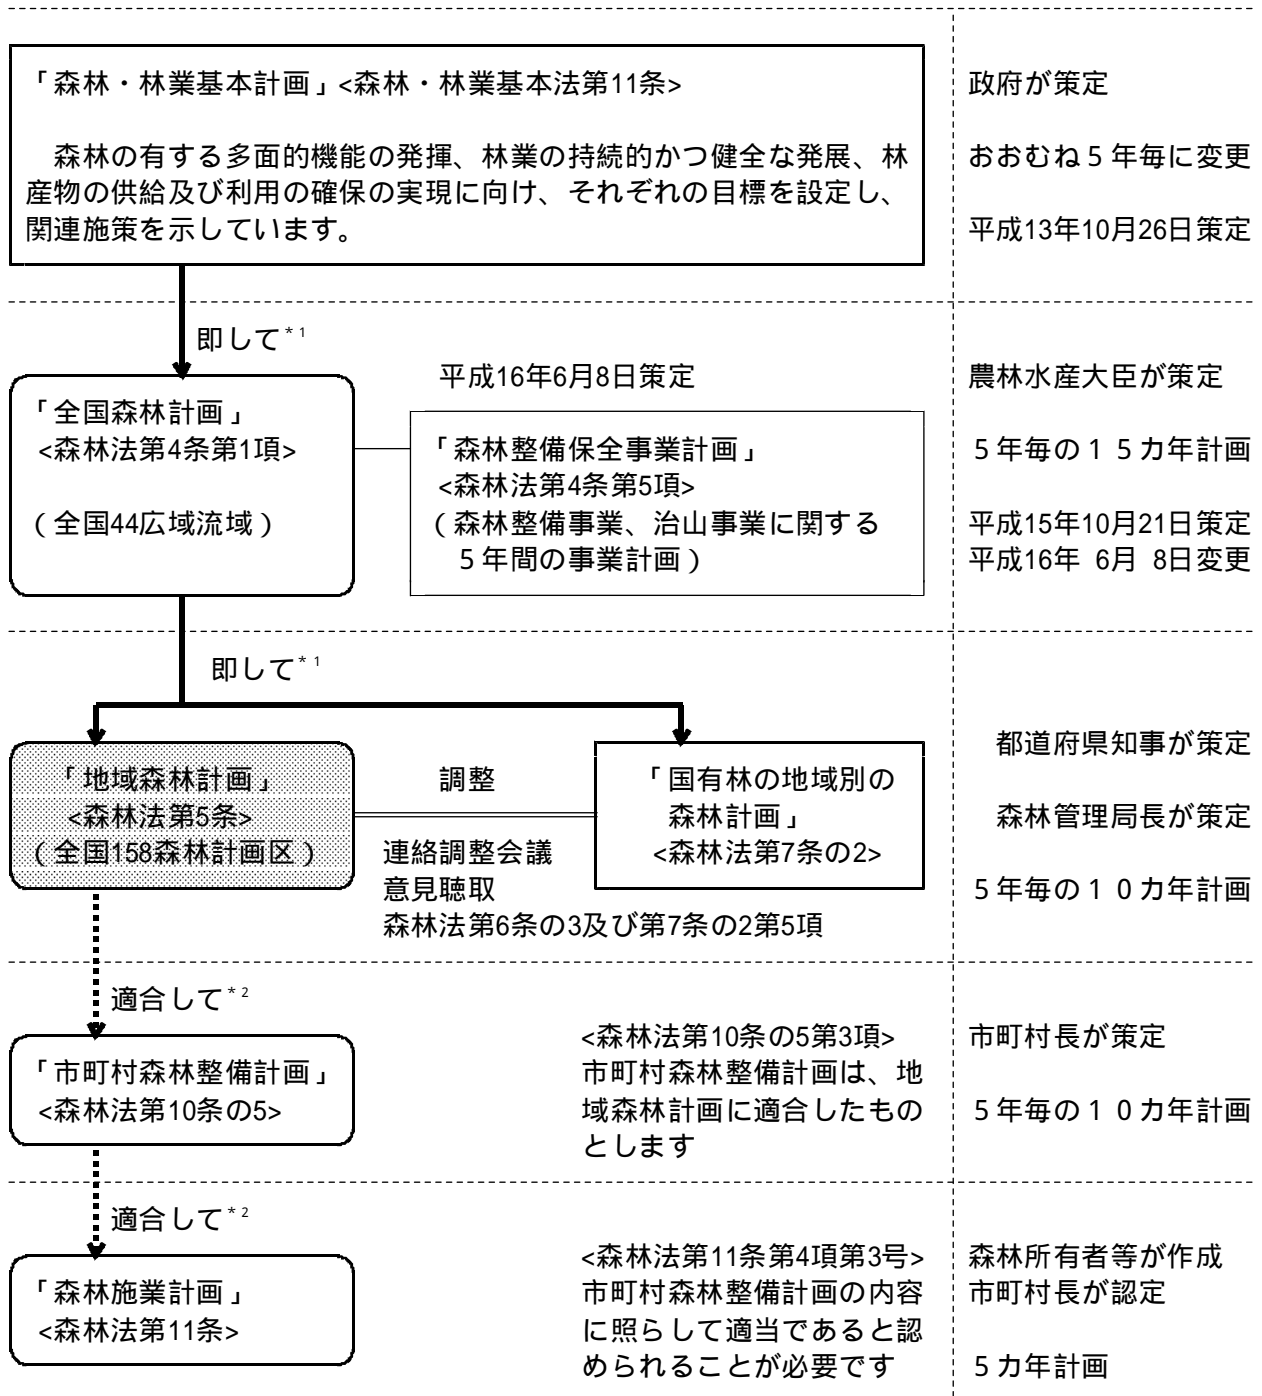 「森林・林業基本計画」<森林・林業基本法第11条>
森林の有する多面的機能の発揮、林業の持続的かつ健全な発展、林
産物の供給及び利用の確保の実現に向け、それぞれの目標を設定し、
関連施策を示しています。
政府が策定
おおむね５年毎に変更
平成13年10月26日策定
即して*1
「全国森林計画」
<森林法第4条第1項>
(全国44広域流域)
平成16年6月8日策定
「森林整備保全事業計画」
<森林法第4条第5項>
(森林整備事業、治山事業に関する
５年間の事業計画)
農林水産大臣が策定
５年毎の１５カ年計画
平成15年10月21日策定
平成16年 6月 8日変更
即して*1
「地域森林計画」
<森林法第5条>
(全国158森林計画区)
調整
連絡調整会議
意見聴取
森林法第6条の3及び第7条の2第5項
「国有林の地域別の
森林計画」
<森林法第7条の2>
都道府県知事が策定
森林管理局長が策定
５年毎の１０カ年計画
適合して*2
「市町村森林整備計画」
<森林法第10条の5>
<森林法第10条の5第3項>
市町村森林整備計画は、地
域森林計画に適合したもの
とします
市町村長が策定
５年毎の１０カ年計画
適合して*2
「森林施業計画」
<森林法第11条>
<森林法第11条第4項第3号>
市町村森林整備計画の内容
に照らして適当であると認
められることが必要です
森林所有者等が作成
市町村長が認定
５カ年計画